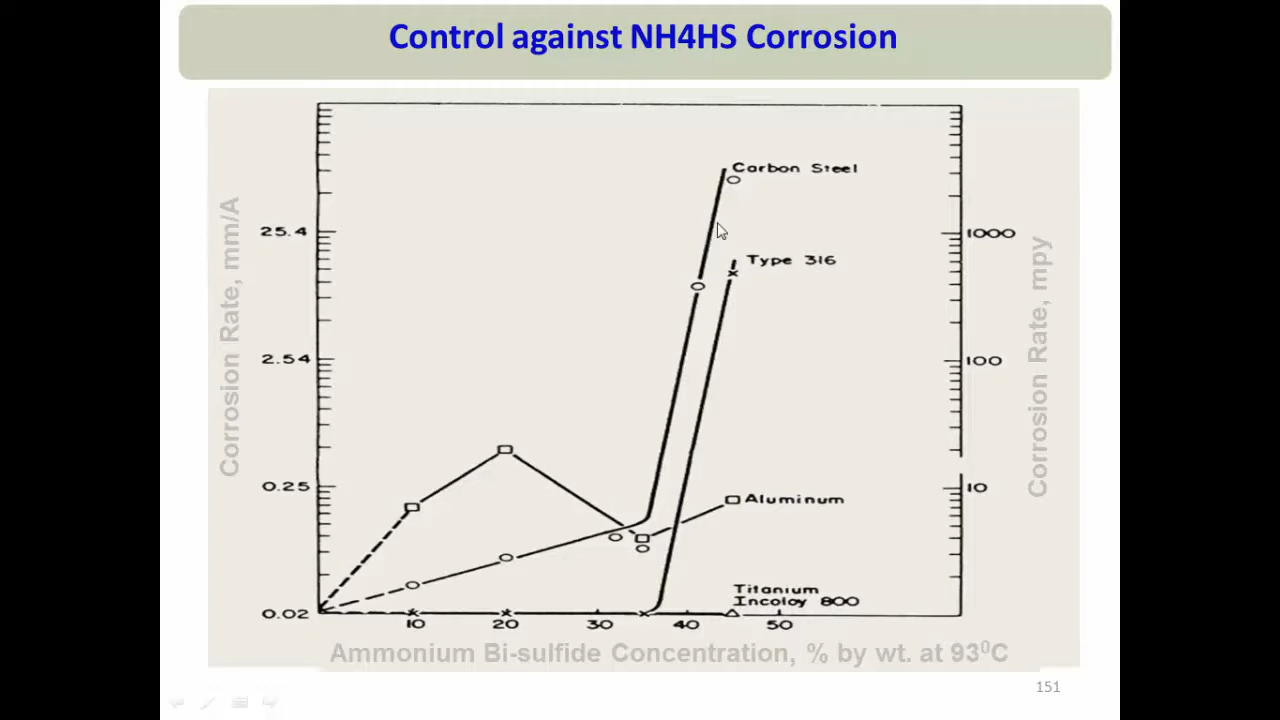 Control against NH4HS Corrosion
Carbon Steel
25.4
1000
Type 316
Corrosion Rate, mm/A
Corrosion Rate, mpy
2.54
100
0.25
10
Aluminum
Titanium
Incoloy 800
0.02
10 20 30 40 50
Ammonium Bi-sulfide Concentration, % by wt. at 93⁰C
151